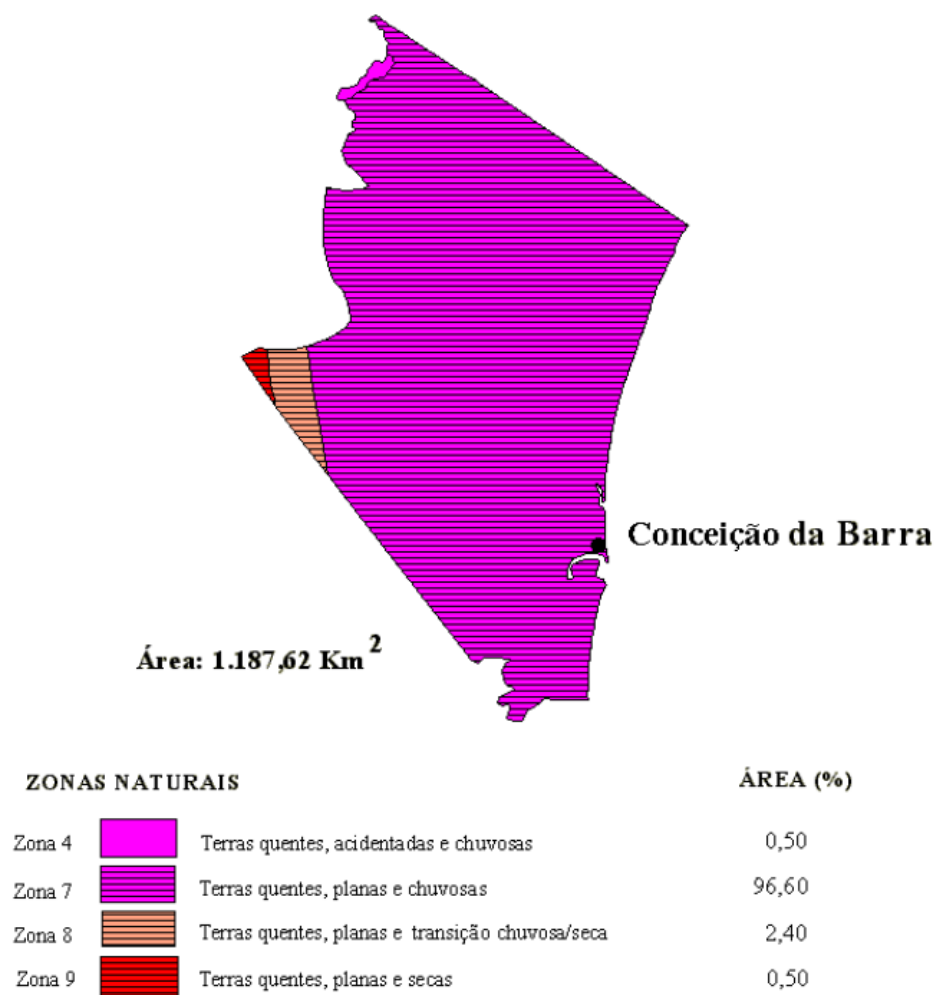 Conceição da Barra
Área: 1.187,62 Km²
ZONAS NATURAIS ÁREA (%)
Zona 4 Terras quentes, acidentadas e chuvosas 0,50
Zona 7 Terras quentes, planas e chuvosas 96,60
Zona 8 Terras quentes, planas e transição chuvosa/seca 2,40
Zona 9 Terras quentes, planas e secas 0,50